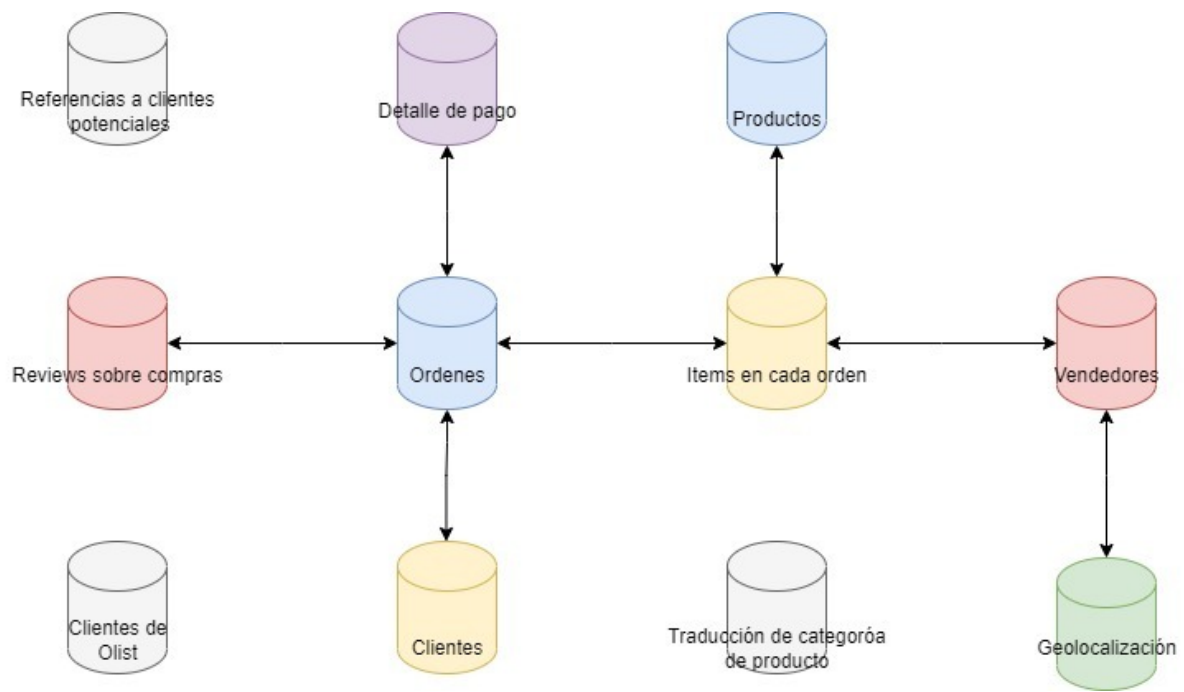 Referencias a clientes
potenciales
Detalle de pago
Productos
Reviews sobre compras
Ordenes
Items en cada orden
Vendedores
Clientes de
Olist
Clientes
Traducción de categoróa
de producto
Geolocalización